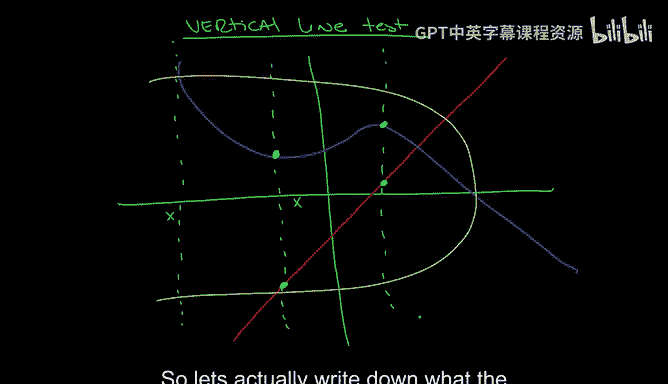 VERTICAL LINE test
GPT中英字幕课程资源 bilibili
x
x
So lets actually write down what the